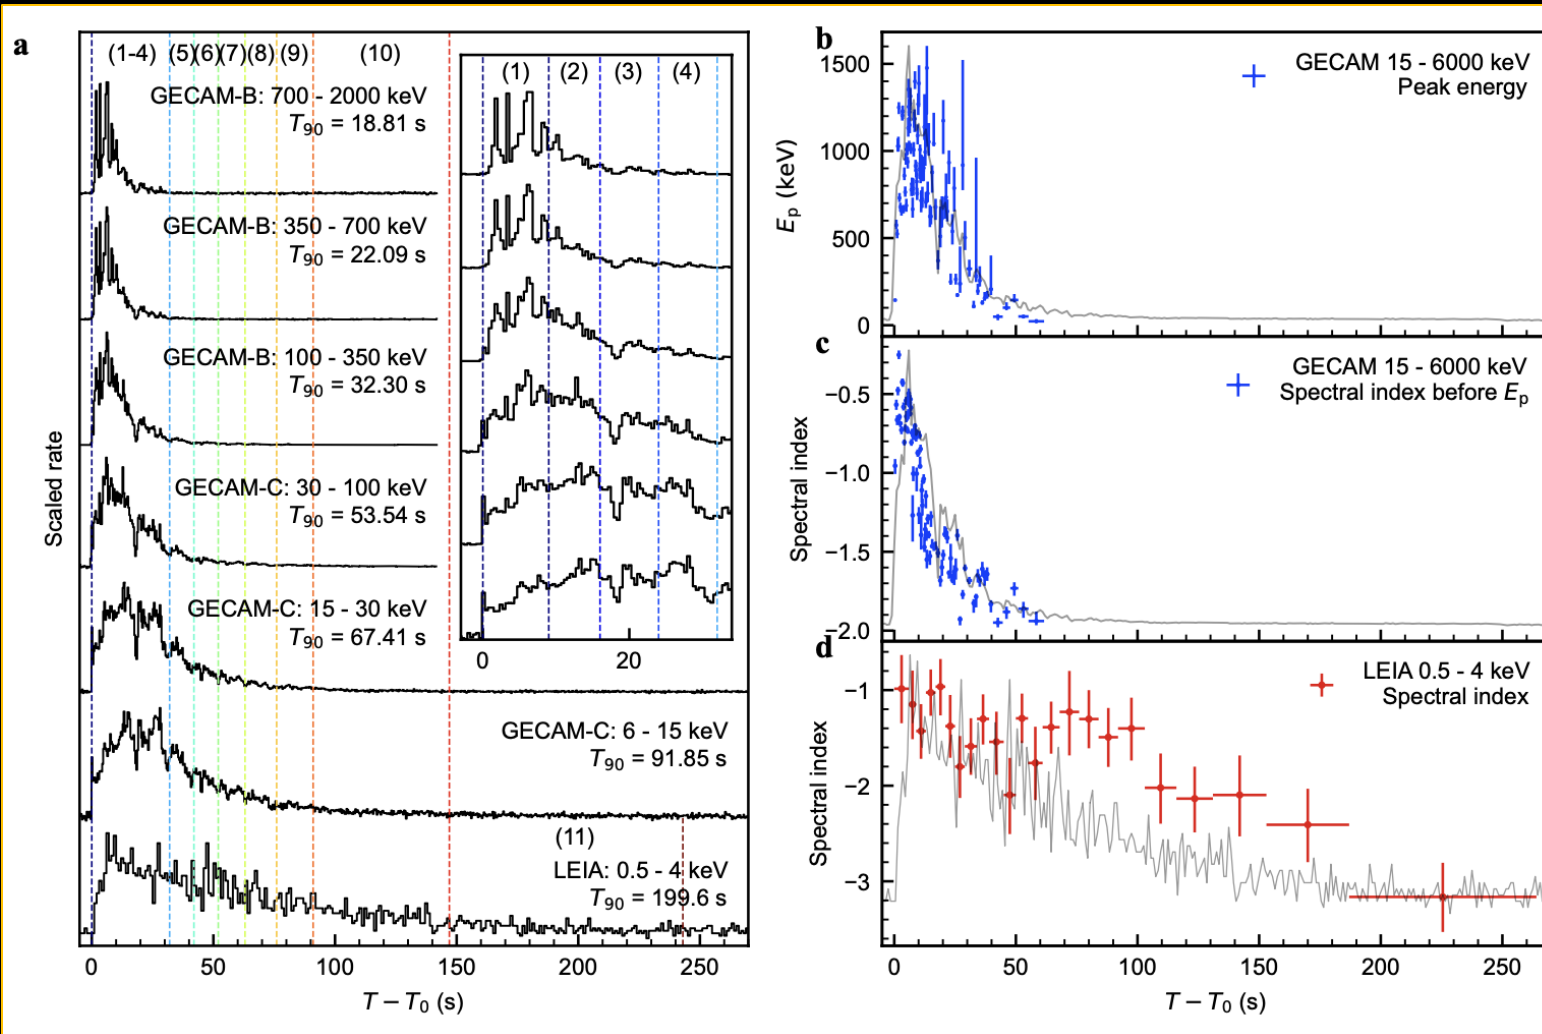 a
(1-4) (5) (6) (7) (8) (9) (10)
GECAM-B: 700 - 2000 keV
T90 = 18.81 s
GECAM-B: 350 - 700 keV
T90 = 22.09 s
GECAM-B: 100 - 350 keV
T90 = 32.30 s
GECAM-C: 30 - 100 keV
T90 = 53.54 s
GECAM-C: 15 - 30 keV
T90 = 67.41 s
GECAM-C: 6 - 15 keV
T90 = 91.85 s
(11)
LEIA: 0.5 - 4 keV
T90 = 199.6 s
(1) (2) (3) (4)
0 20
Scaled rate
0 50 100 150 200 250
T − T0 (s)
b
GECAM 15 - 6000 keV
Peak energy
1500
1000
500
0
Ep (keV)
c
GECAM 15 - 6000 keV
Spectral index before Ep
−0.5
−1.0
−1.5
−2.0
Spectral index
d
LEIA 0.5 - 4 keV
Spectral index
−1
−2
−3
Spectral index
0 50 100 150 200 250
T − T0 (s)